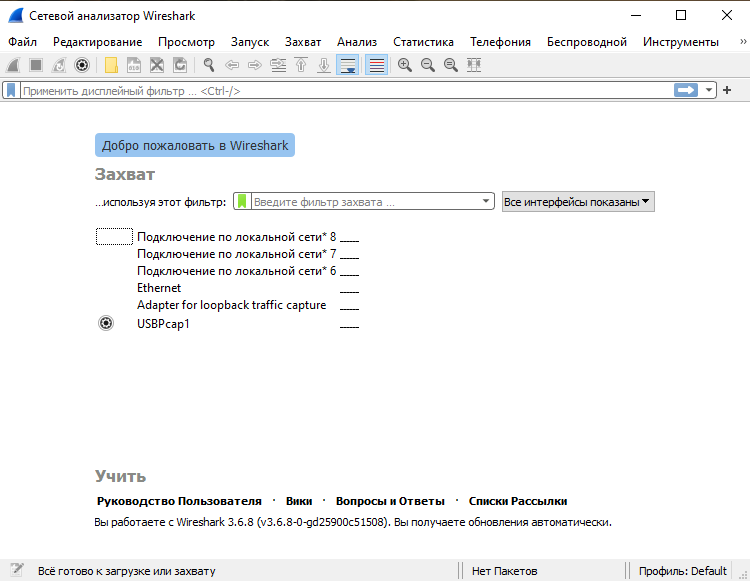 Сетевой анализатор Wireshark
Файл Редактирование Просмотр Запуск Захват Анализ Статистика Телефония Беспроводной Инструменты »
Применить дисплейный фильтр ... <Ctrl-/>
Добро пожаловать в Wireshark
Захват
...используя этот фильтр: Введите фильтр захвата ... Все интерфейсы показаны
Подключение по локальной сети* 8
Подключение по локальной сети* 7
Подключение по локальной сети* 6
Ethernet
Adapter for loopback traffic capture
USBPcap1
Учить
Руководство Пользователя · Вики · Вопросы и Ответы · Списки Рассылки
Вы работаете с Wireshark 3.6.8 (v3.6.8-0-gd25900c51508). Вы получаете обновления автоматически.
Всё готово к загрузке или захвату Нет Пакетов Профиль: Default